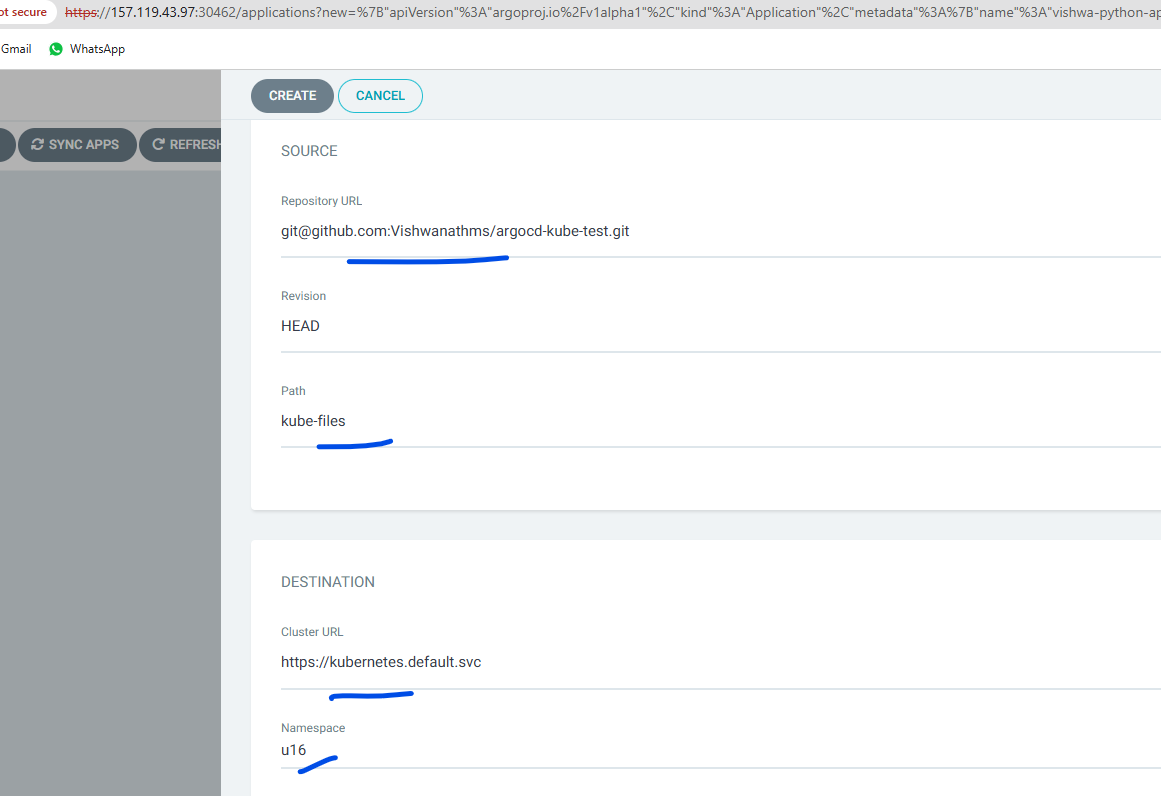 ot secure https://157.119.43.97:30462/applications?new=%7B"apiVersion"%3A"argoproj.io%2Fv1alpha1"%2C"kind"%3A"Application"%2C"metadata"%3A%7B"name"%3A"vishwa-python-ap
Gmail WhatsApp
CREATE CANCEL
SYNC APPS REFRESH
SOURCE
Repository URL
git@github.com:Vishwanathms/argocd-kube-test.git
Revision
HEAD
Path
kube-files
DESTINATION
Cluster URL
https://kubernetes.default.svc
Namespace
u16